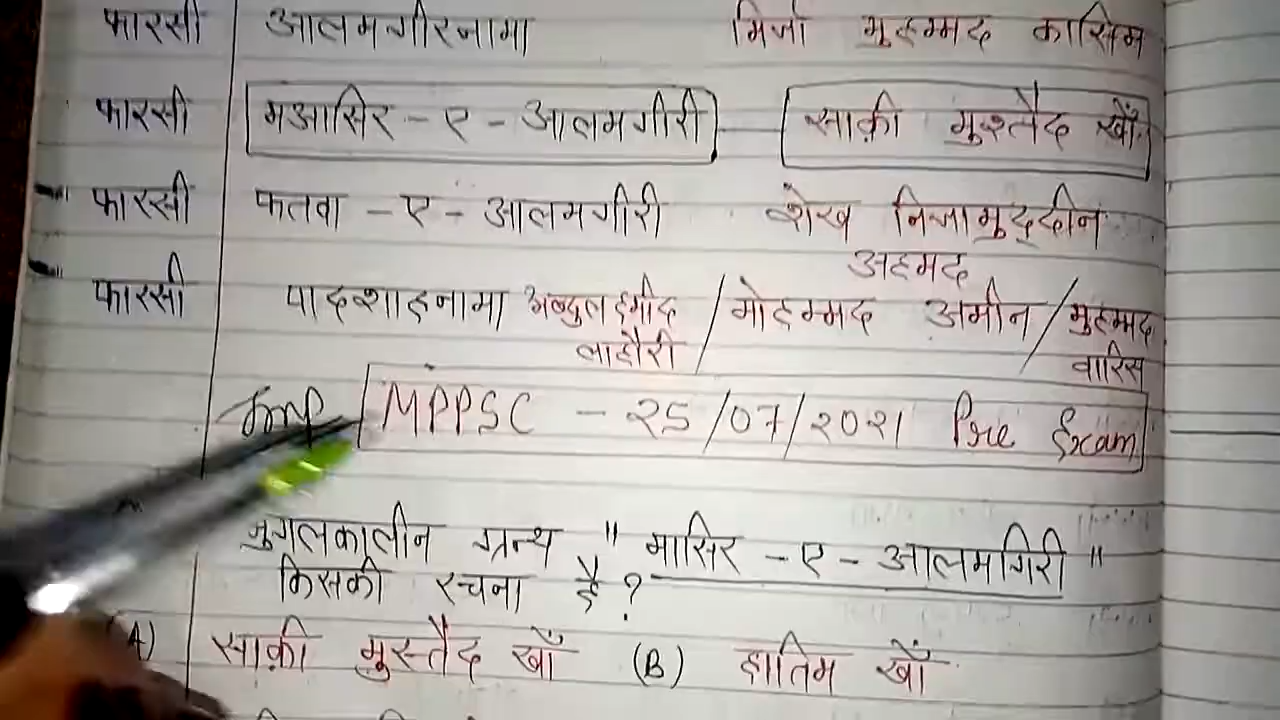 फारसी आलमगीरनामा मिर्जा मुहम्मद कासिम
फारसी मआसिर - ए - आलमगीरी साक़ी मुश्तैद खाँ
फारसी फतवा - ए - आलमगीरी शेख निजामुद्दीन
अहमद
फारसी पादशाहनामा अब्दुल हमीद / मोहम्मद अमीन / मुहम्मद
लाहौरी वारिस
Imp MPPSC - 25/07/2021 Pre Exam
मुगलकालीन ग्रन्थ " मासिर - ए - आलमगिरी "
किसकी रचना है ?
(A) साक़ी मुस्तैद खाँ (B) हातिम खाँ